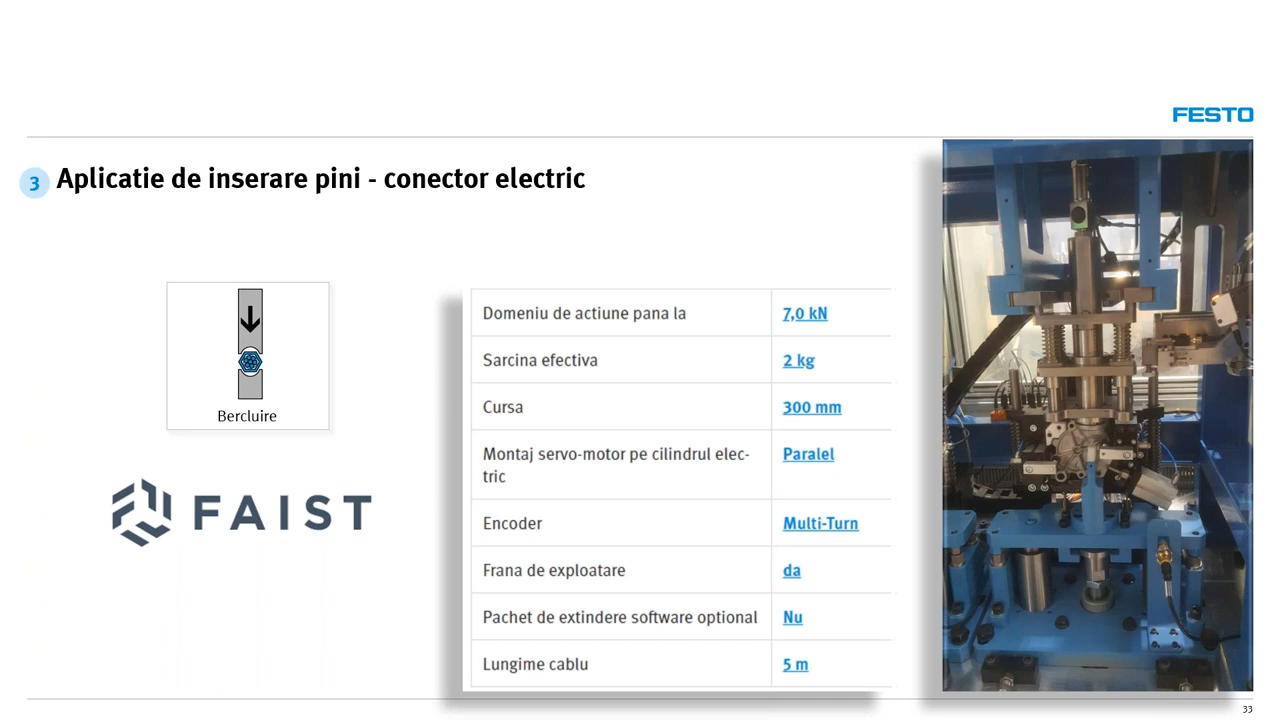 FESTO
3 Aplicatie de inserare pini - conector electric
Bercluire
FAIST
Domeniu de actiune pana la 7,0 kN
Sarcina efectiva 2 kg
Cursa 300 mm
Montaj servo-motor pe cilindrul elec-
tric Paralel
Encoder Multi-Turn
Frana de exploatare da
Pachet de extindere software optional Nu
Lungime cablu 5 m
33